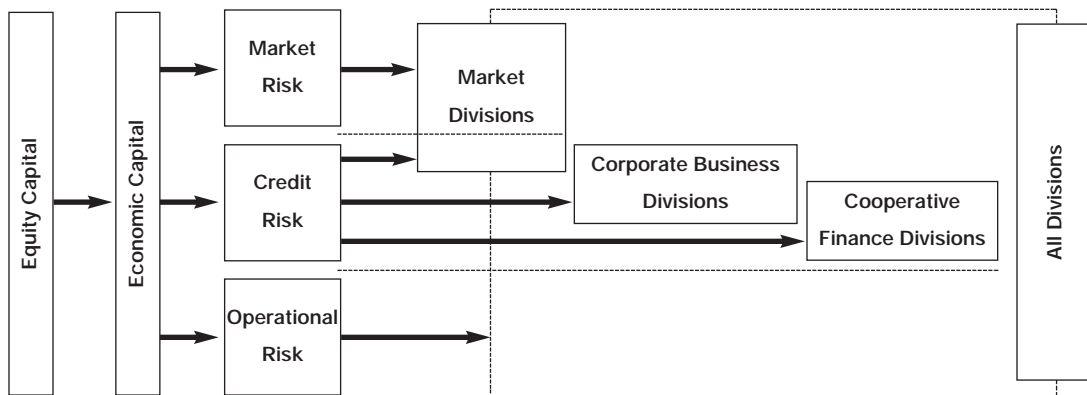 Equity Capital
Economic Capital
Market
Risk
Credit
Risk
Operational
Risk
Market
Divisions
Corporate Business
Divisions
Cooperative
Finance Divisions
All Divisions